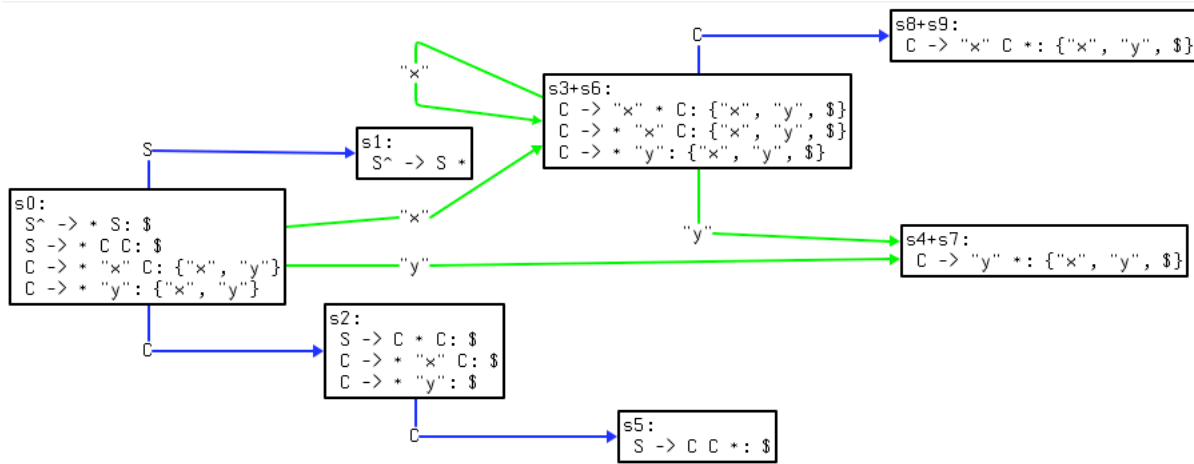 s8+s9:
C -> "x" C *: {"x", "y", $}
C
"x"
s3+s6:
C -> "x" * C: {"x", "y", $}
C -> * "x" C: {"x", "y", $}
C -> * "y": {"x", "y", $}
S
s1:
S^ -> S *
s0:
S^ -> * S: $
S -> * C C: $
C -> * "x" C: {"x", "y"}
C -> * "y": {"x", "y"}
"x"
"y"
"y"
s4+s7:
C -> "y" *: {"x", "y", $}
C
s2:
S -> C * C: $
C -> * "x" C: $
C -> * "y": $
C
s5:
S -> C C *: $